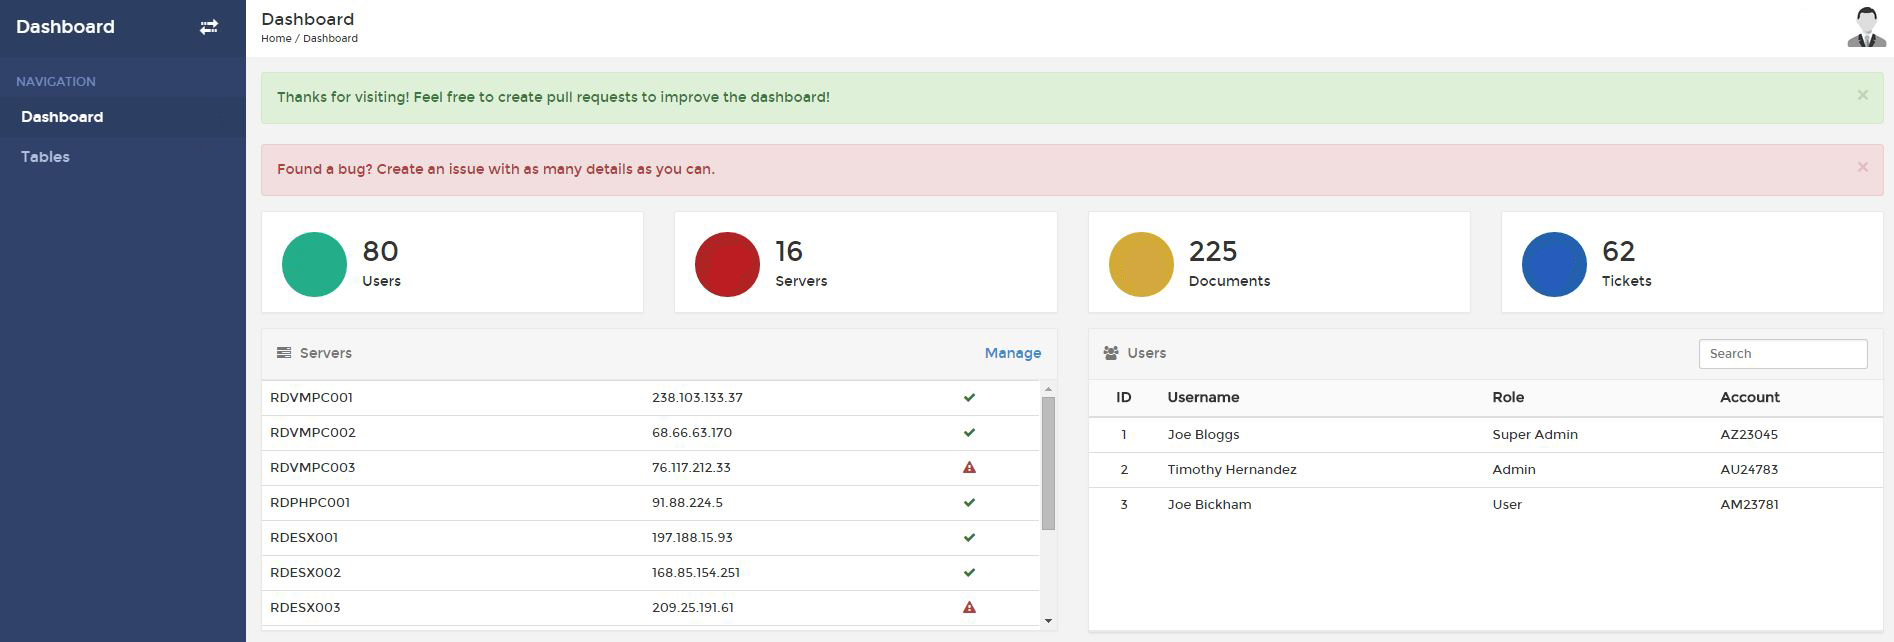 Dashboard
NAVIGATION
Dashboard
Tables
Dashboard
Home / Dashboard
Thanks for visiting! Feel free to create pull requests to improve the dashboard!
×
Found a bug? Create an issue with as many details as you can.
×
80
Users
16
Servers
225
Documents
62
Tickets
Servers Manage
RDVMPC001 238.103.133.37
RDVMPC002 68.66.63.170
RDVMPC003 76.117.212.33
RDPHPC001 91.88.224.5
RDESX001 197.188.15.93
RDESX002 168.85.154.251
RDESX003 209.25.191.61
Users Search
ID Username Role Account
1 Joe Bloggs Super Admin AZ23045
2 Timothy Hernandez Admin AU24783
3 Joe Bickham User AM23781